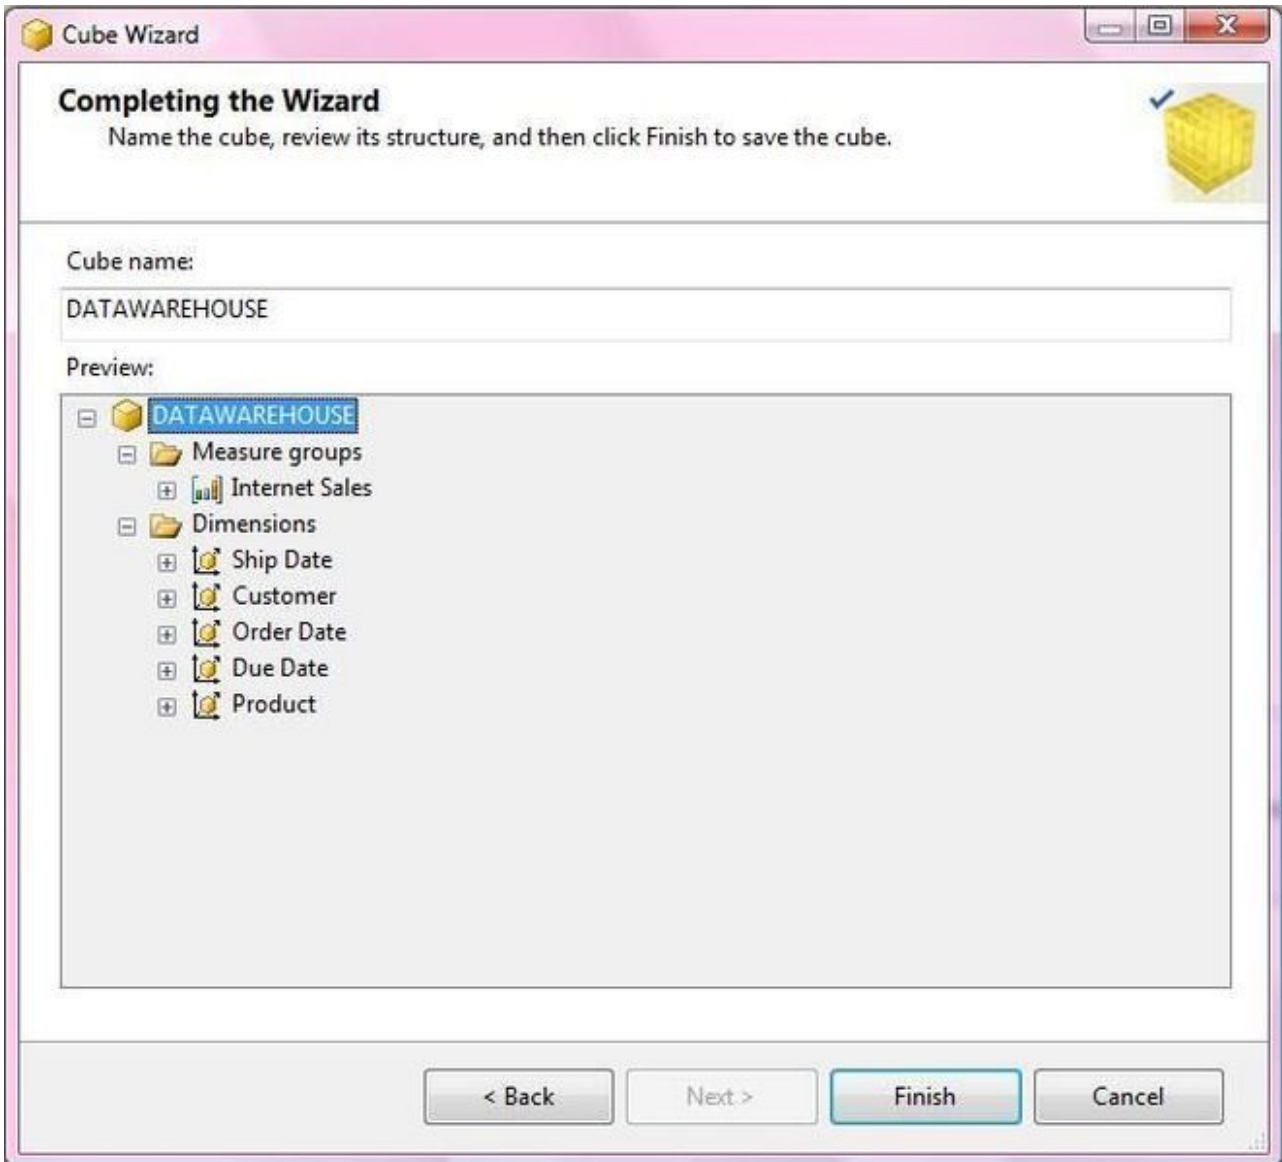 Cube Wizard
Completing the Wizard
Name the cube, review its structure, and then click Finish to save the cube.
Cube name:
DATAWAREHOUSE
Preview:
DATAWAREHOUSE
Measure groups
Internet Sales
Dimensions
Ship Date
Customer
Order Date
Due Date
Product
< Back Next > Finish Cancel